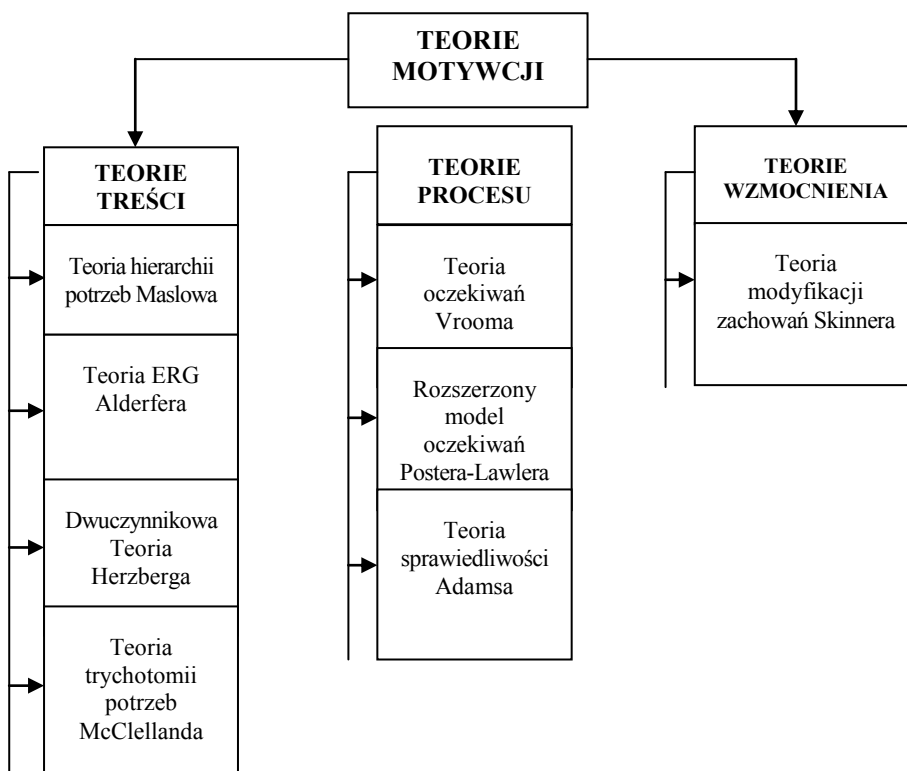 TEORIE
MOTYWCJI
TEORIE
TREŚCI
Teoria hierarchii
potrzeb Maslowa
Teoria ERG
Alderfera
Dwuczynnikowa
Teoria
Herzberga
Teoria
trychotomii
potrzeb
McClellanda
TEORIE
PROCESU
Teoria
oczekiwań
Vrooma
Rozszerzony
model
oczekiwań
Postera-Lawlera
Teoria
sprawiedliwości
Adamsa
TEORIE
WZMOCNIENIA
Teoria
modyfikacji
zachowań Skinnera